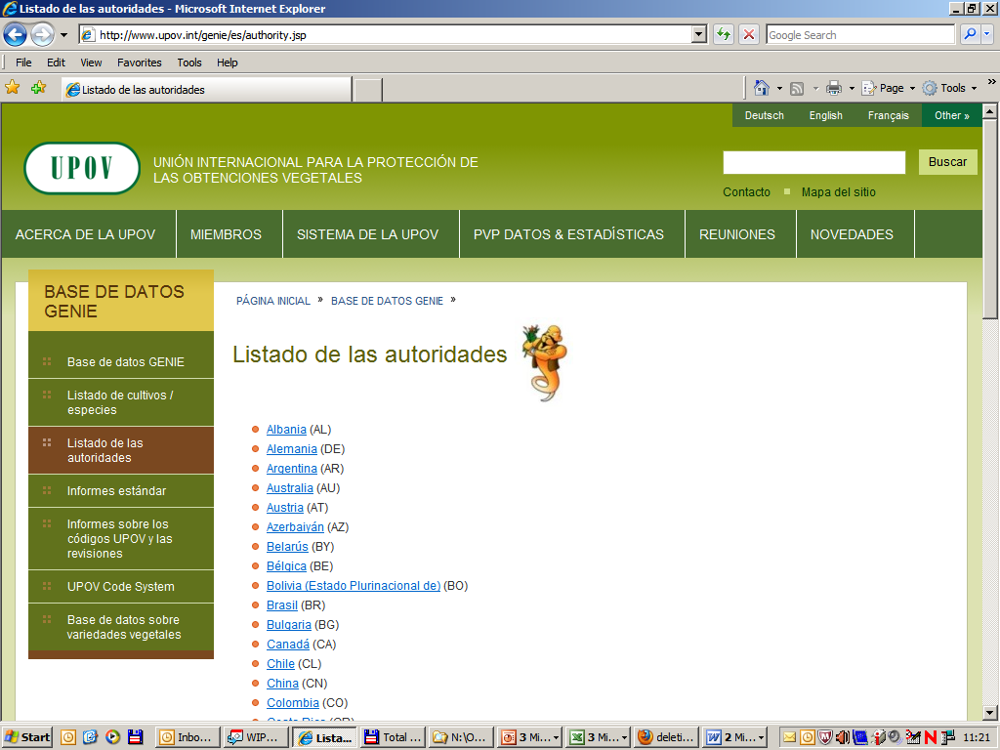 Listado de las autoridades - Microsoft Internet Explorer
http://www.upov.int/genie/es/authority.jsp
Google Search
File Edit View Favorites Tools Help
Listado de las autoridades
Page Tools »
Deutsch English Français Other »
UPOV
UNIÓN INTERNACIONAL PARA LA PROTECCIÓN DE
LAS OBTENCIONES VEGETALES
Buscar
Contacto Mapa del sitio
ACERCA DE LA UPOV MIEMBROS SISTEMA DE LA UPOV PVP DATOS & ESTADÍSTICAS REUNIONES NOVEDADES
BASE DE DATOS
GENIE
Base de datos GENIE
Listado de cultivos /
especies
Listado de las
autoridades
Informes estándar
Informes sobre los
códigos UPOV y las
revisiones
UPOV Code System
Base de datos sobre
variedades vegetales
PÁGINA INICIAL » BASE DE DATOS GENIE »
Listado de las autoridades
Albania (AL)
Alemania (DE)
Argentina (AR)
Australia (AU)
Austria (AT)
Azerbaiyán (AZ)
Belarús (BY)
Bélgica (BE)
Bolivia (Estado Plurinacional de) (BO)
Brasil (BR)
Bulgaria (BG)
Canadá (CA)
Chile (CL)
China (CN)
Colombia (CO)
Start Inbo... WIP... Lista... Total ... N:\O... 3 Mi... 3 Mi... deleti... 2 Mi... 11:21